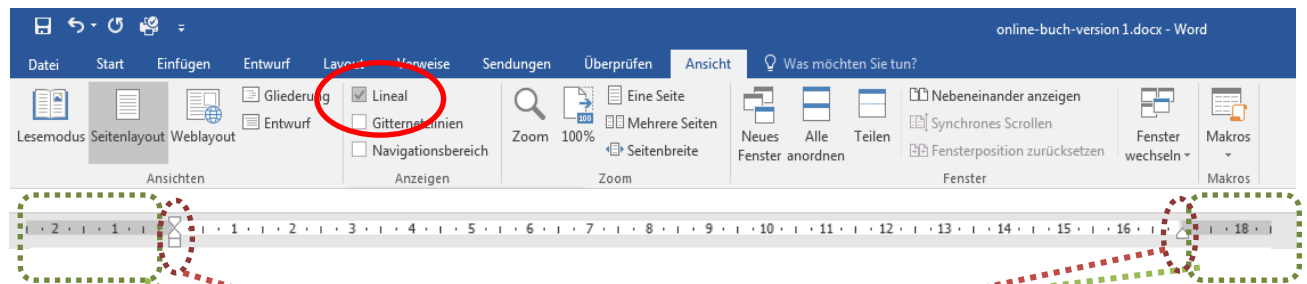 online-buch-version 1.docx - Word
Datei Start Einfügen Entwurf Layout Verweise Sendungen Überprüfen Ansicht Was möchten Sie tun?
Lesemodus Seitenlayout Weblayout
Gliederung
Entwurf
Ansichten
Lineal
Gitternetzlinien
Navigationsbereich
Anzeigen
Zoom
100
100%
Eine Seite
Mehrere Seiten
Seitenbreite
Zoom
Neues Fenster
Alle anordnen
Teilen
Nebeneinander anzeigen
Synchrones Scrollen
Fensterposition zurücksetzen
Fenster wechseln
Fenster
Makros
Makros
2 1 1 2 3 4 5 6 7 8 9 10 11 12 13 14 15 16 18